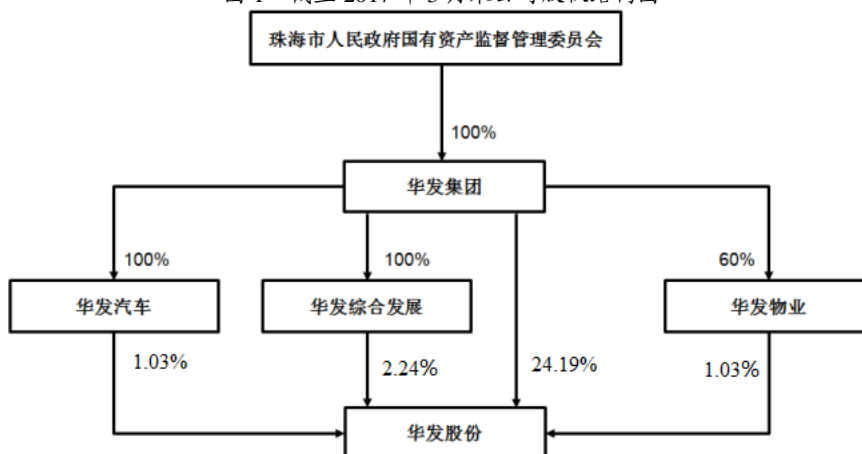 珠海市人民政府国有资产监督管理委员会
100%
华发集团
100%
100%
60%
华发汽车
华发综合发展
华发物业
1.03%
2.24%
24.19%
1.03%
华发股份